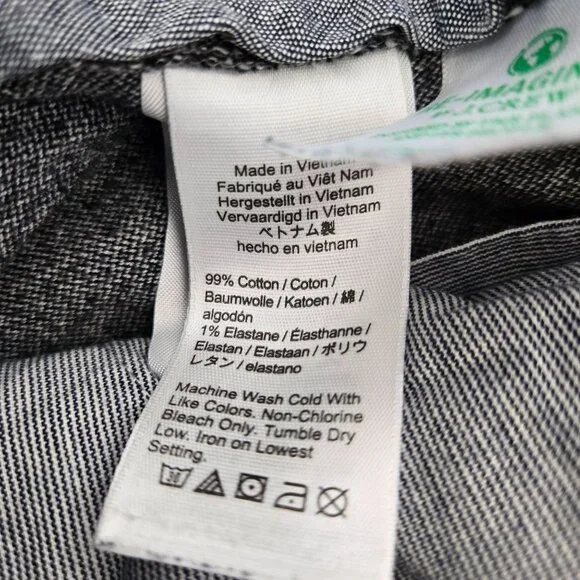 Made in Vietnam
Fabriqué au Viêt Nam
Hergestellt in Vietnam
Vervaardigd in Vietnam
ベトナム製
hecho en vietnam
99% Cotton / Coton /
Baumwolle / Katoen / 綿 /
algodón
1% Elastane / Élasthanne /
Elastan / Elastaan / ポリウ
レタン / elastano
Machine Wash Cold With
Like Colors. Non-Chlorine
Bleach Only. Tumble Dry
Low. Iron on Lowest
Setting.
30